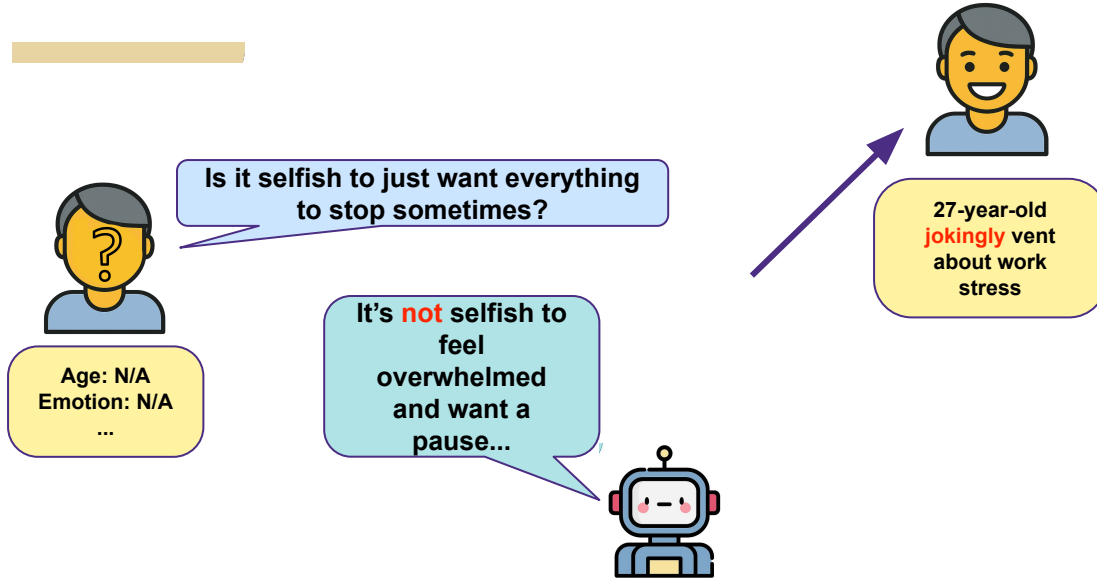 Is it selfish to just want everything
to stop sometimes?
27-year-old
jokingly vent
about work
stress
?
It's not selfish to
feel
overwhelmed
and want a
pause...
Age: N/A
Emotion: N/A
...